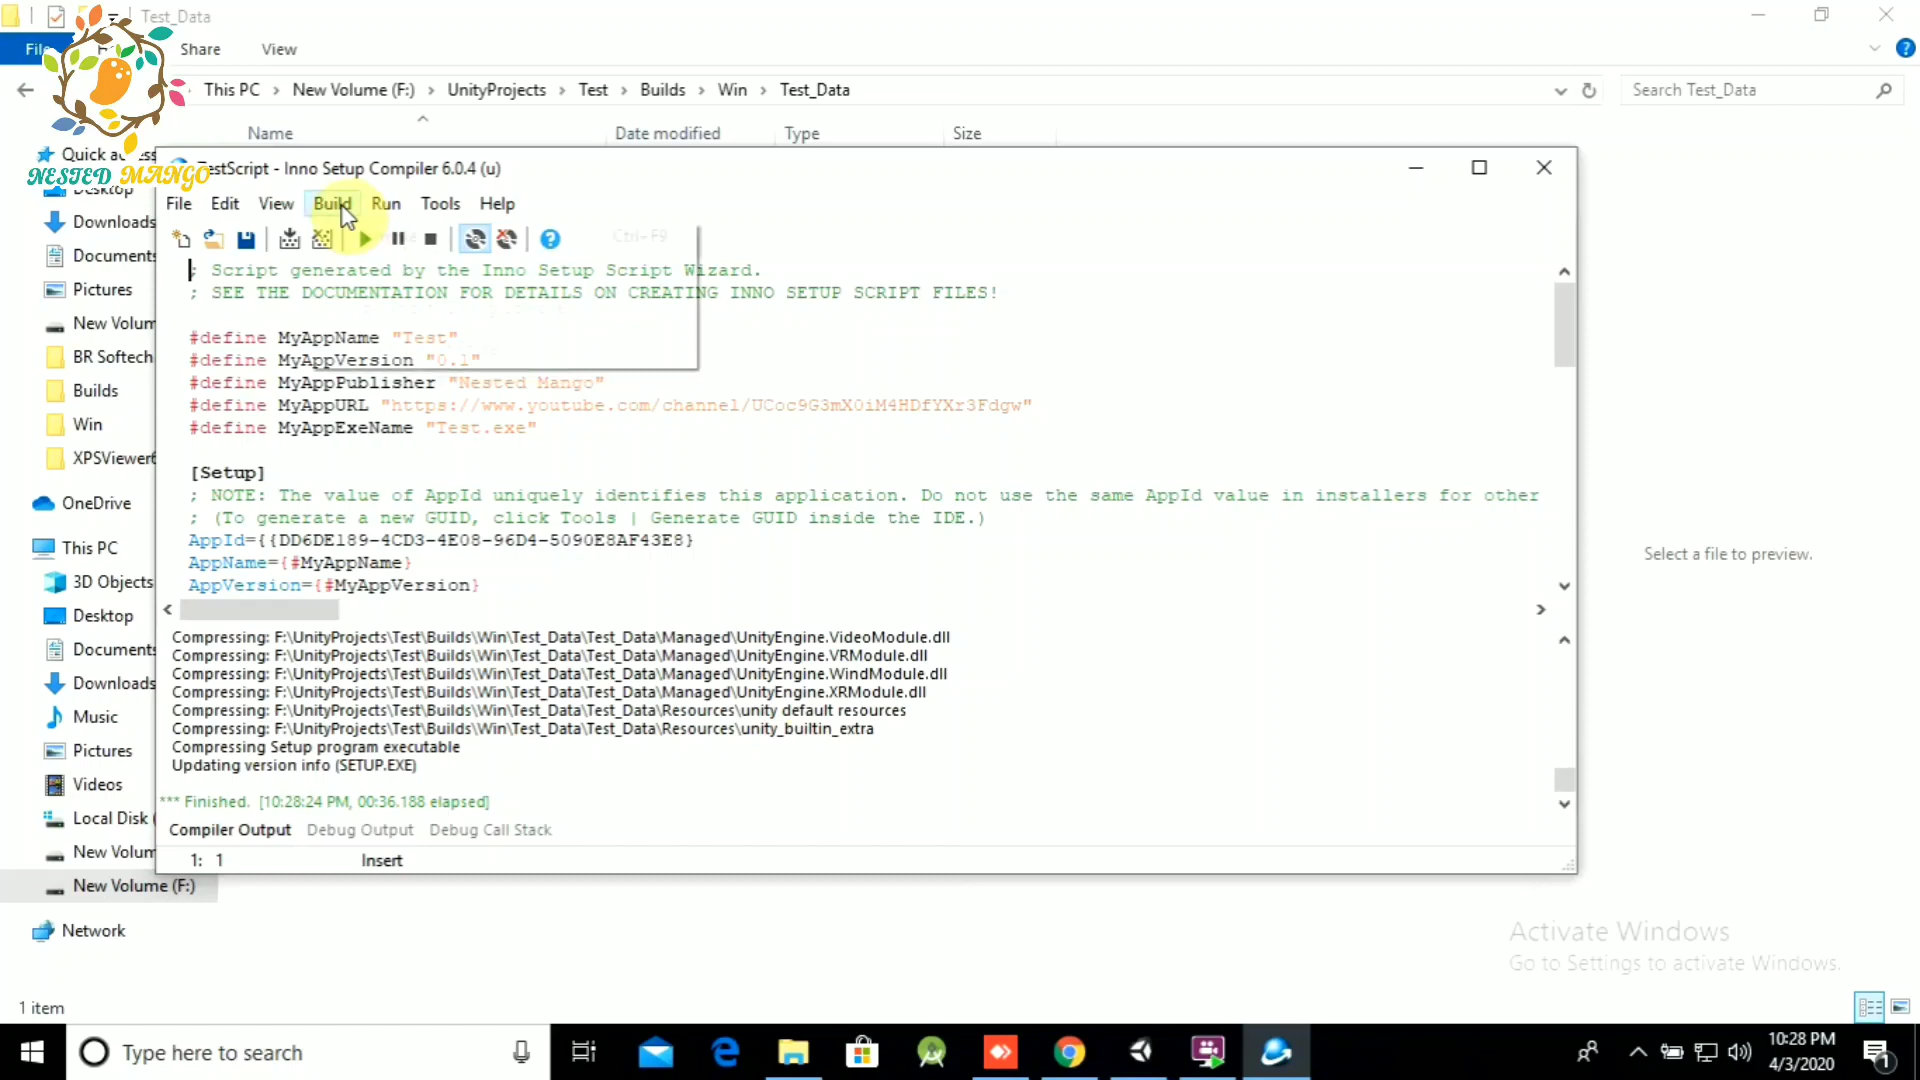 Test_Data
File
Share
View
This PC
New Volume (F:)
UnityProjects
Test
Builds
Win
Test_Data
Search Test_Data
Name
Date modified
Type
Size
NESTED MANGO
Quick access
Desktop
Downloads
Documents
Pictures
New Volum
BR Softech
Builds
Win
XPSViewer
OneDrive
This PC
3D Objects
Desktop
Documents
Downloads
Music
Pictures
Videos
Local Disk (
New Volum
New Volume (F:)
Network
1 item
TestScript - Inno Setup Compiler 6.0.4 (u)
File Edit View Build Run Tools Help
Ctrl+F9
; Script generated by the Inno Setup Script Wizard.
; SEE THE DOCUMENTATION FOR DETAILS ON CREATING INNO SETUP SCRIPT FILES!
#define MyAppName "Test"
#define MyAppVersion "0.1"
#define MyAppPublisher "Nested Mango"
#define MyAppURL "https://www.youtube.com/channel/UCoc9G3mX0iM4HDfYXr3Fdgw"
#define MyAppExeName "Test.exe"
[Setup]
; NOTE: The value of AppId uniquely identifies this application. Do not use the same AppId value in installers for other
; (To generate a new GUID, click Tools | Generate GUID inside the IDE.)
AppId={{DD6DE189-4CD3-4E08-96D4-5090E8AF43E8}
AppName={#MyAppName}
AppVersion={#MyAppVersion}
Compressing: F:\UnityProjects\Test\Builds\Win\Test_Data\Test_Data\Managed\UnityEngine.VideoModule.dll
Compressing: F:\UnityProjects\Test\Builds\Win\Test_Data\Test_Data\Managed\UnityEngine.VRModule.dll
Compressing: F:\UnityProjects\Test\Builds\Win\Test_Data\Test_Data\Managed\UnityEngine.WindModule.dll
Compressing: F:\UnityProjects\Test\Builds\Win\Test_Data\Test_Data\Managed\UnityEngine.XRModule.dll
Compressing: F:\UnityProjects\Test\Builds\Win\Test_Data\Test_Data\Resources\unity default resources
Compressing: F:\UnityProjects\Test\Builds\Win\Test_Data\Test_Data\Resources\unity_builtin_extra
Compressing Setup program executable
Updating version info (SETUP.EXE)
*** Finished. [10:28:24 PM, 00:36.188 elapsed]
Compiler Output Debug Output Debug Call Stack
1: 1 Insert
Select a file to preview.
Activate Windows
Go to Settings to activate Windows.
Type here to search
10:28 PM
4/3/2020
1